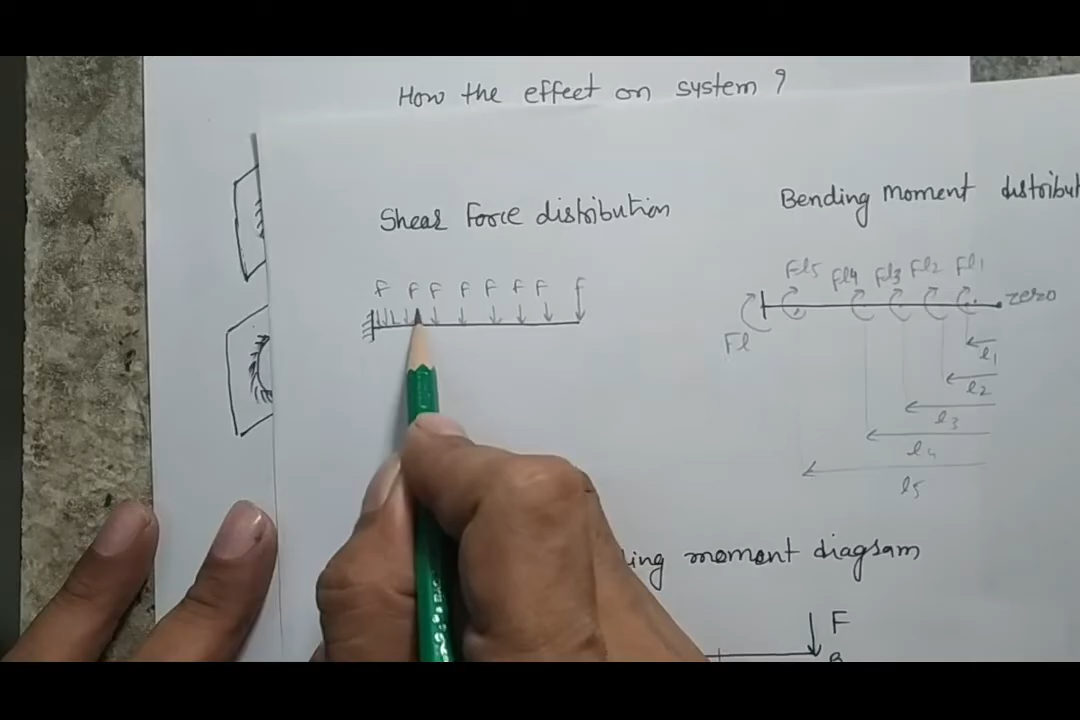 How the effect on system ?
Shear Force distribution
F F F F F F F F
Bending moment distribut
Fl5 Fl4 Fl3 Fl2 Fl1
zero
Fl
l1
l2
l3
l4
l5
ing moment diagram
F
B